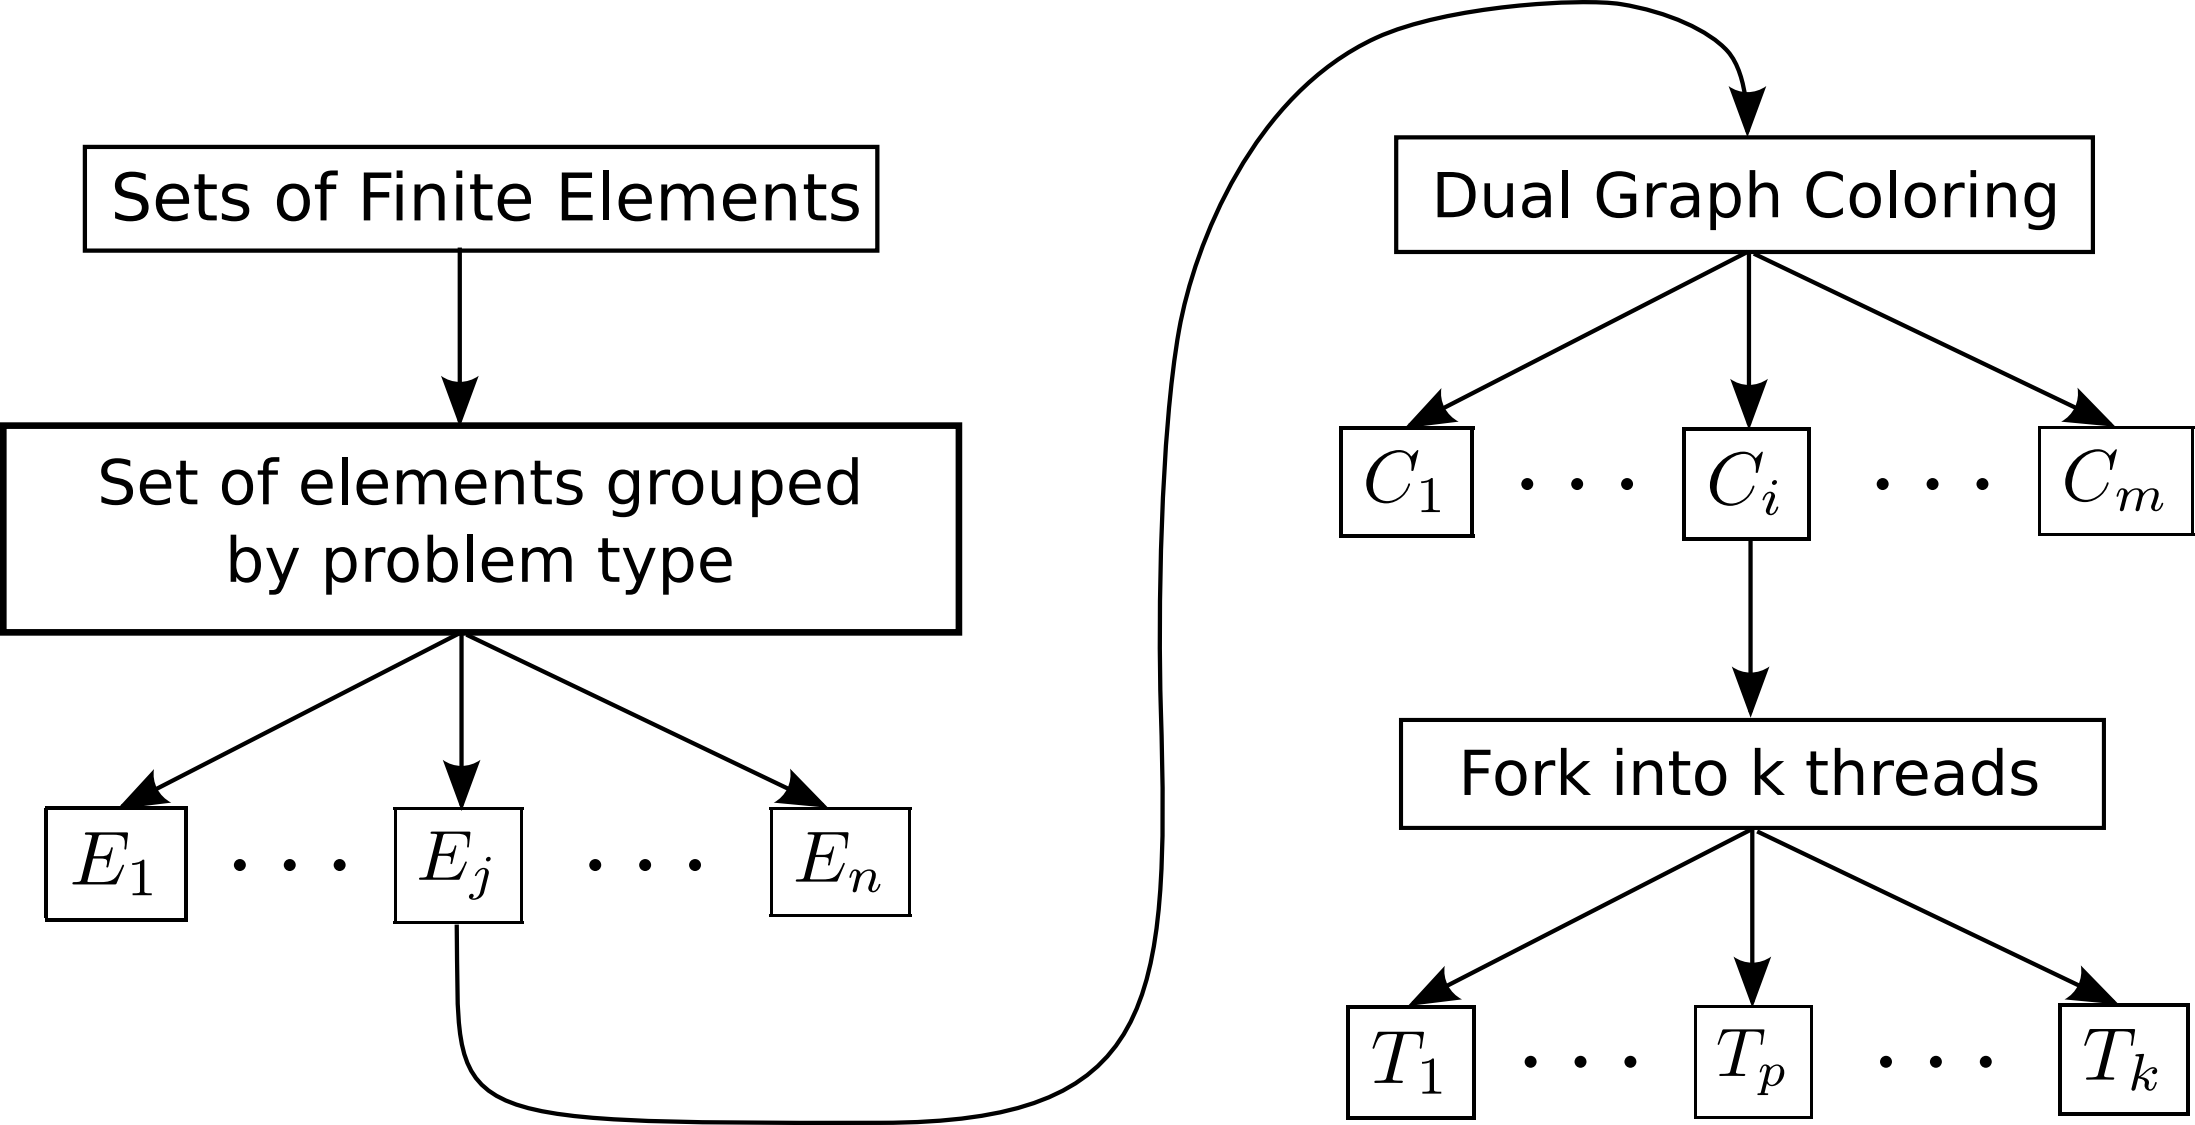 Sets of Finite Elements
Set of elements grouped
by problem type
E₁ . . . Eⱼ . . . Eₙ
Dual Graph Coloring
C₁ . . . Cᵢ . . . Cₘ
Fork into k threads
T₁ . . . Tₚ . . . Tₖ